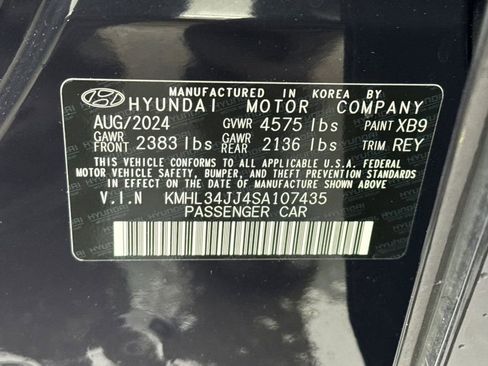 MANUFACTURED IN KOREA BY
HYUNDAI MOTOR COMPANY
AUG/2024 GVWR 4575 lbs PAINT XB9
GAWR FRONT 2383 lbs GAWR REAR 2136 lbs TRIM REY
THIS VEHICLE CONFORMS TO ALL APPLICABLE U.S.A. FEDERAL
MOTOR VEHICLE SAFETY, BUMPER, AND THEFT PREVENTION STANDARDS
IN EFFECT ON THE DATE OF MANUFACTURE SHOWN ABOVE.
V.I.N KMHL34JJ4SA107435
PASSENGER CAR